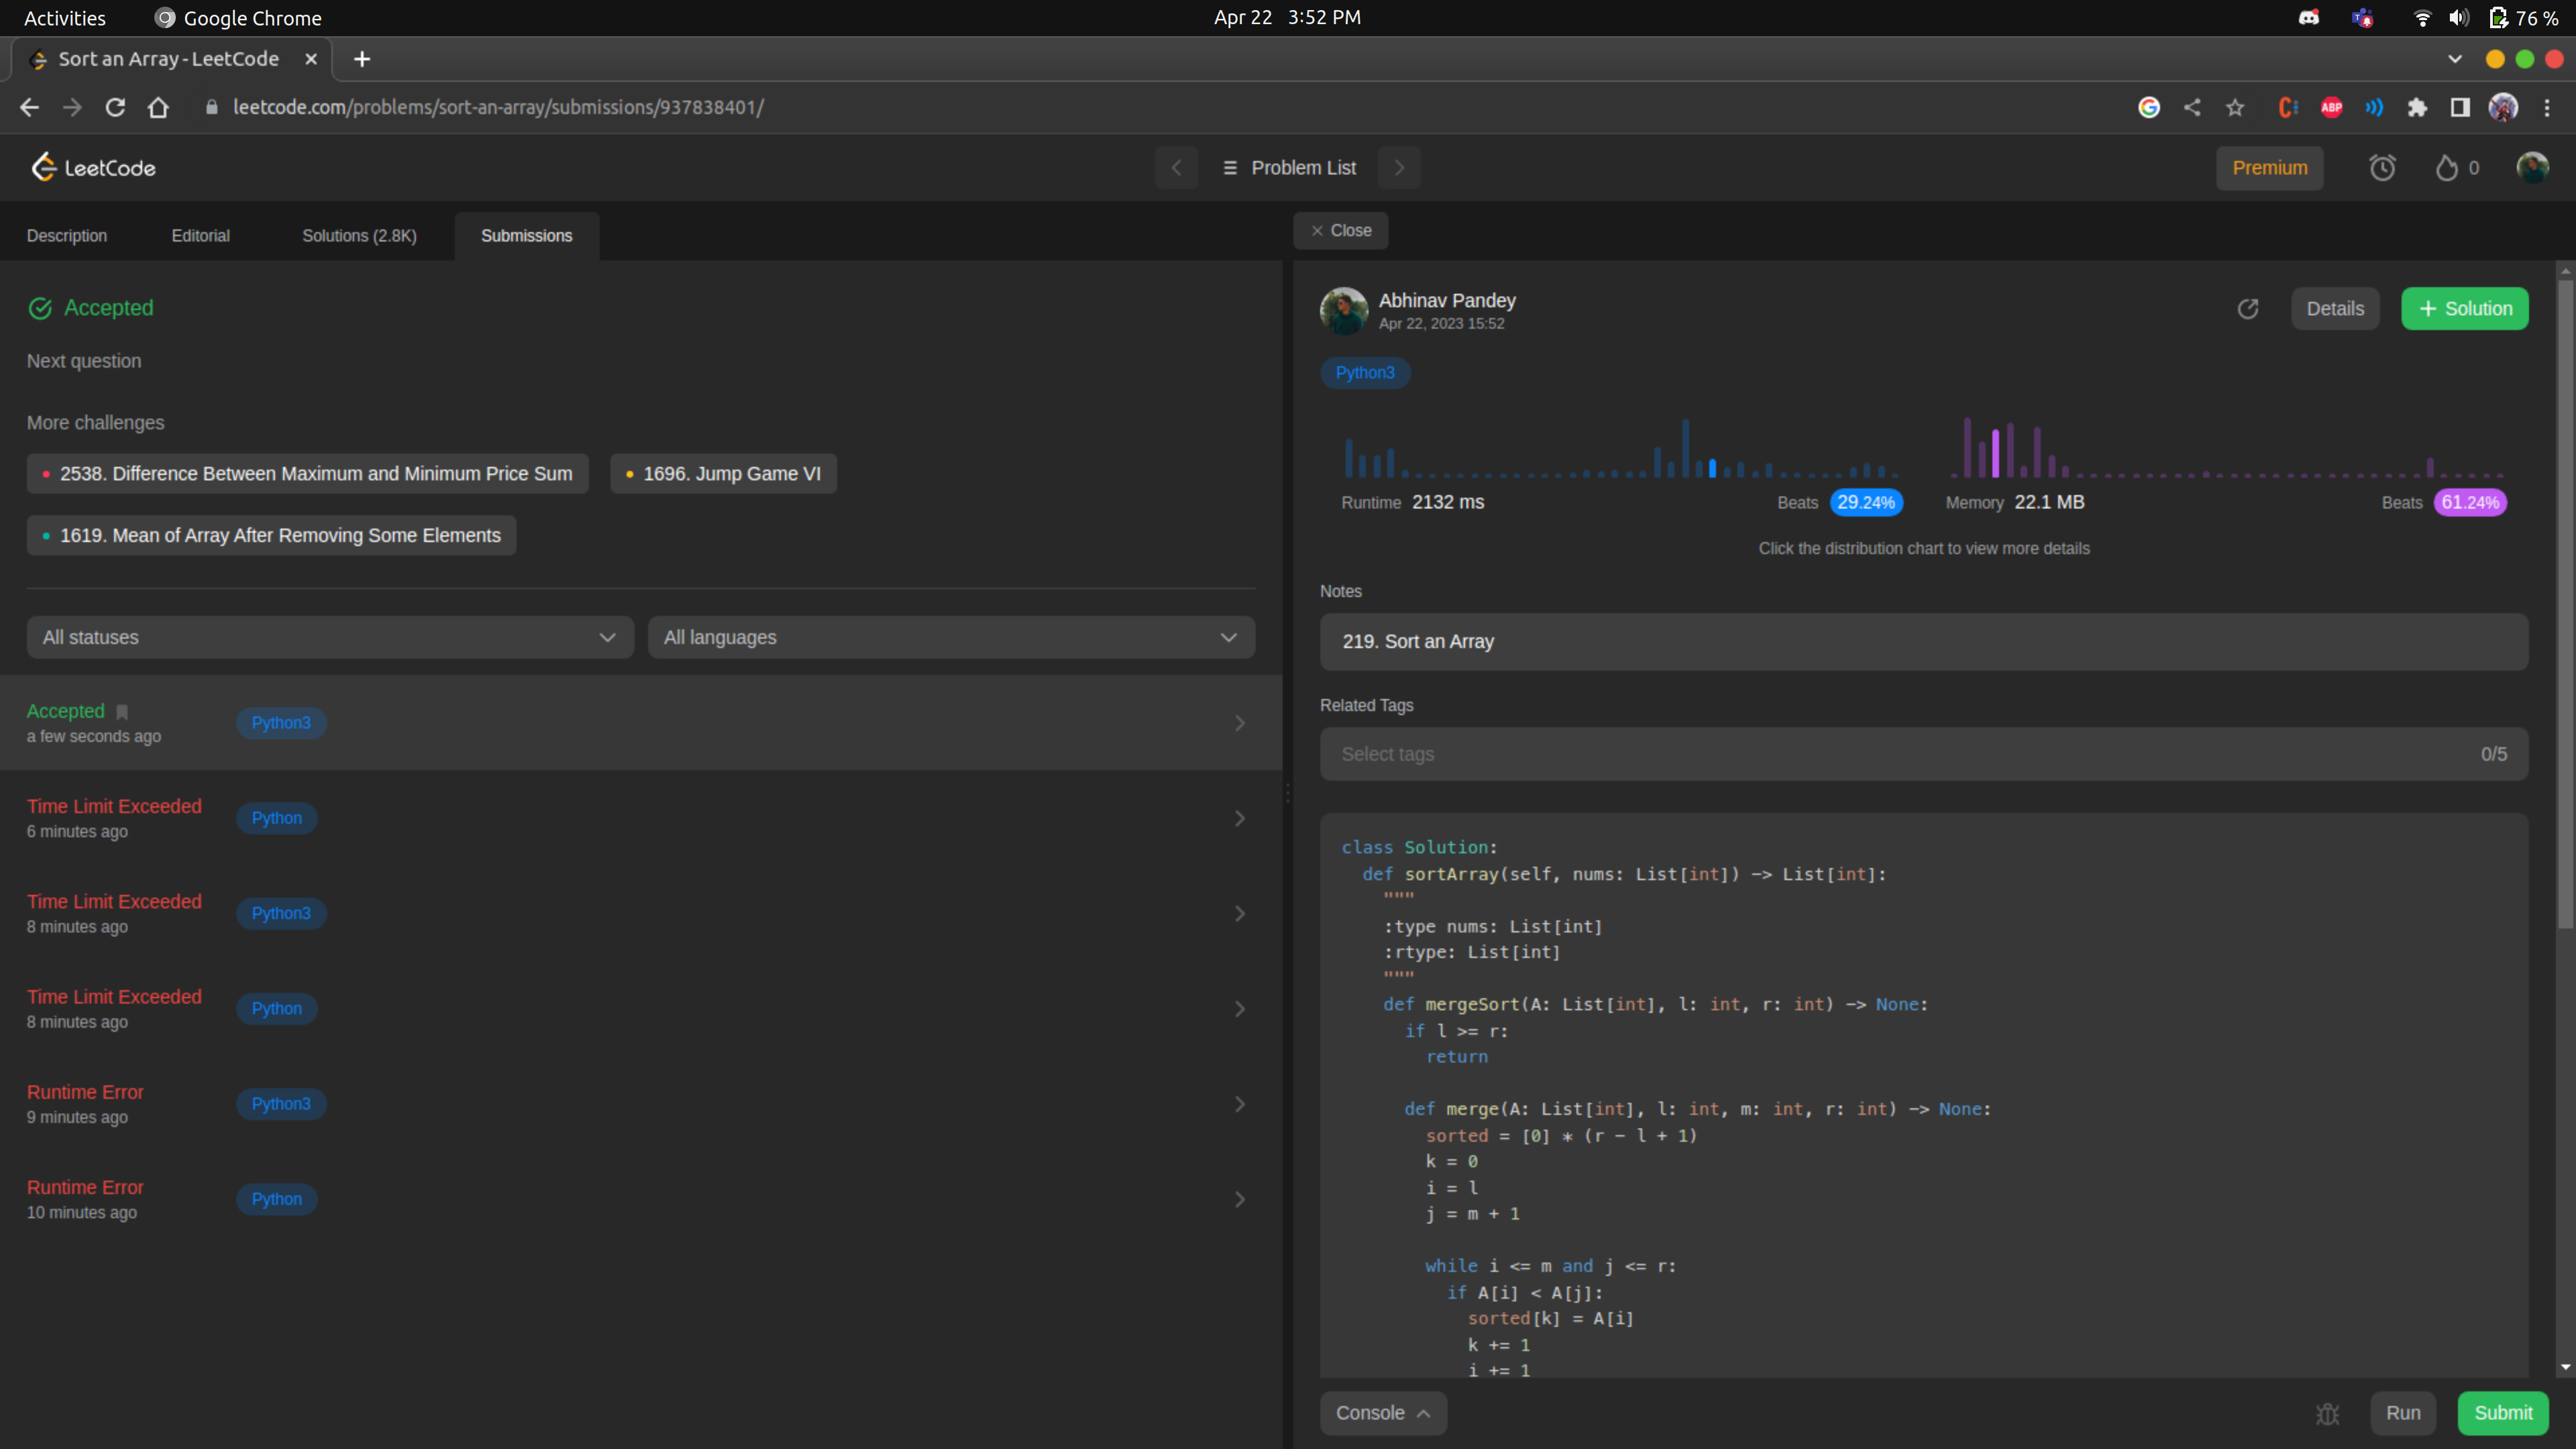 Activities Google Chrome Apr 22 3:52 PM 76 %
Sort an Array - LeetCode
leetcode.com/problems/sort-an-array/submissions/937838401/
LeetCode Problem List Premium 0
Description Editorial Solutions (2.8K) Submissions
Accepted
Next question
More challenges
2538. Difference Between Maximum and Minimum Price Sum 1696. Jump Game VI
1619. Mean of Array After Removing Some Elements
All statuses All languages
Accepted Python3
a few seconds ago
Time Limit Exceeded Python
6 minutes ago
Time Limit Exceeded Python3
8 minutes ago
Time Limit Exceeded Python
8 minutes ago
Runtime Error Python3
9 minutes ago
Runtime Error Python
10 minutes ago
Close
Abhinav Pandey
Apr 22, 2023 15:52
Details + Solution
Python3
Runtime 2132 ms Beats 29.24% Memory 22.1 MB Beats 61.24%
Click the distribution chart to view more details
Notes
219. Sort an Array
Related Tags
Select tags 0/5
class Solution:
  def sortArray(self, nums: List[int]) -> List[int]:
    """
    :type nums: List[int]
    :rtype: List[int]
    """
    def mergeSort(A: List[int], l: int, r: int) -> None:
      if l >= r:
        return
      def merge(A: List[int], l: int, m: int, r: int) -> None:
        sorted = [0] * (r - l + 1)
        k = 0
        i = l
        j = m + 1
        while i <= m and j <= r:
          if A[i] < A[j]:
            sorted[k] = A[i]
            k += 1
            i += 1
Console Run Submit
ABP